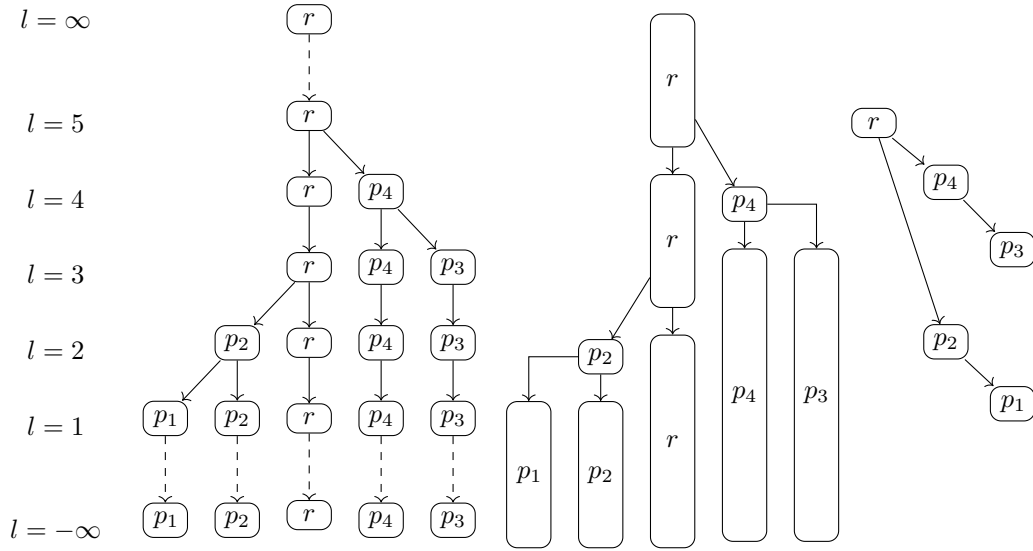 l = ∞ r r
l = 5 r r
l = 4 r p₄ r p₄ p₄
l = 3 r p₄ p₃ p₃
l = 2 p₂ r p₄ p₃ p₂ p₂
p₄ p₃
l = 1 p₁ p₂ r p₄ p₃ r p₁
p₁ p₂
l = −∞ p₁ p₂ r p₄ p₃